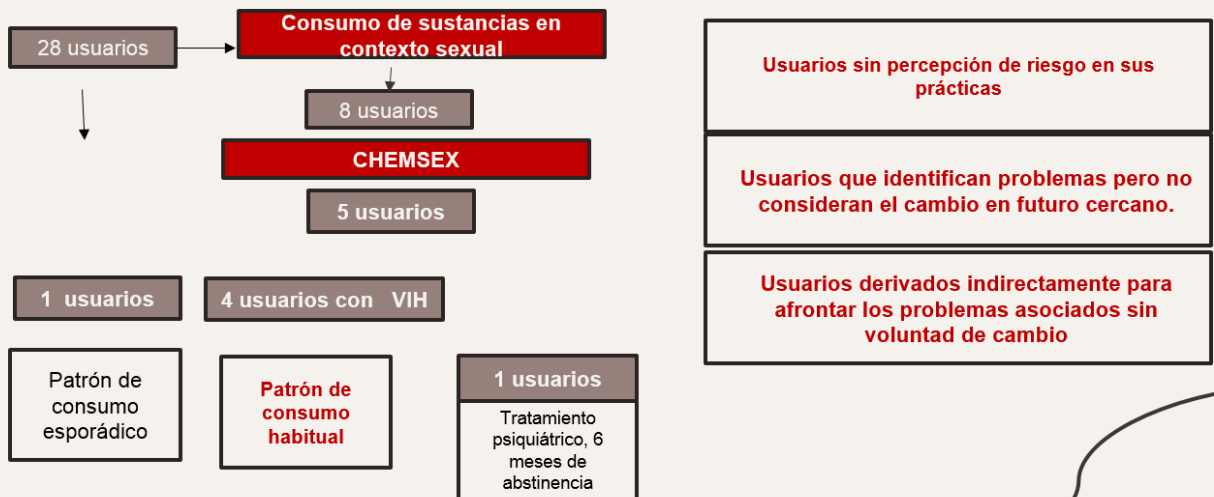 28 usuarios
Consumo de sustancias en
contexto sexual
8 usuarios
CHEMSEX
5 usuarios
1 usuarios
4 usuarios con VIH
Patrón de
consumo
esporádico
Patrón de
consumo
habitual
1 usuarios
Tratamiento
psiquiátrico, 6
meses de
abstinencia
Usuarios sin percepción de riesgo en sus
prácticas
Usuarios que identifican problemas pero no
consideran el cambio en futuro cercano.
Usuarios derivados indirectamente para
afrontar los problemas asociados sin
voluntad de cambio